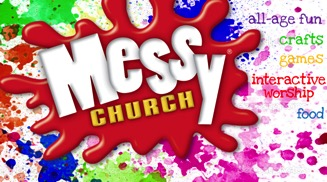 Messy®
CHURCH
all-age fun
crafts
games
interactive
worship
food